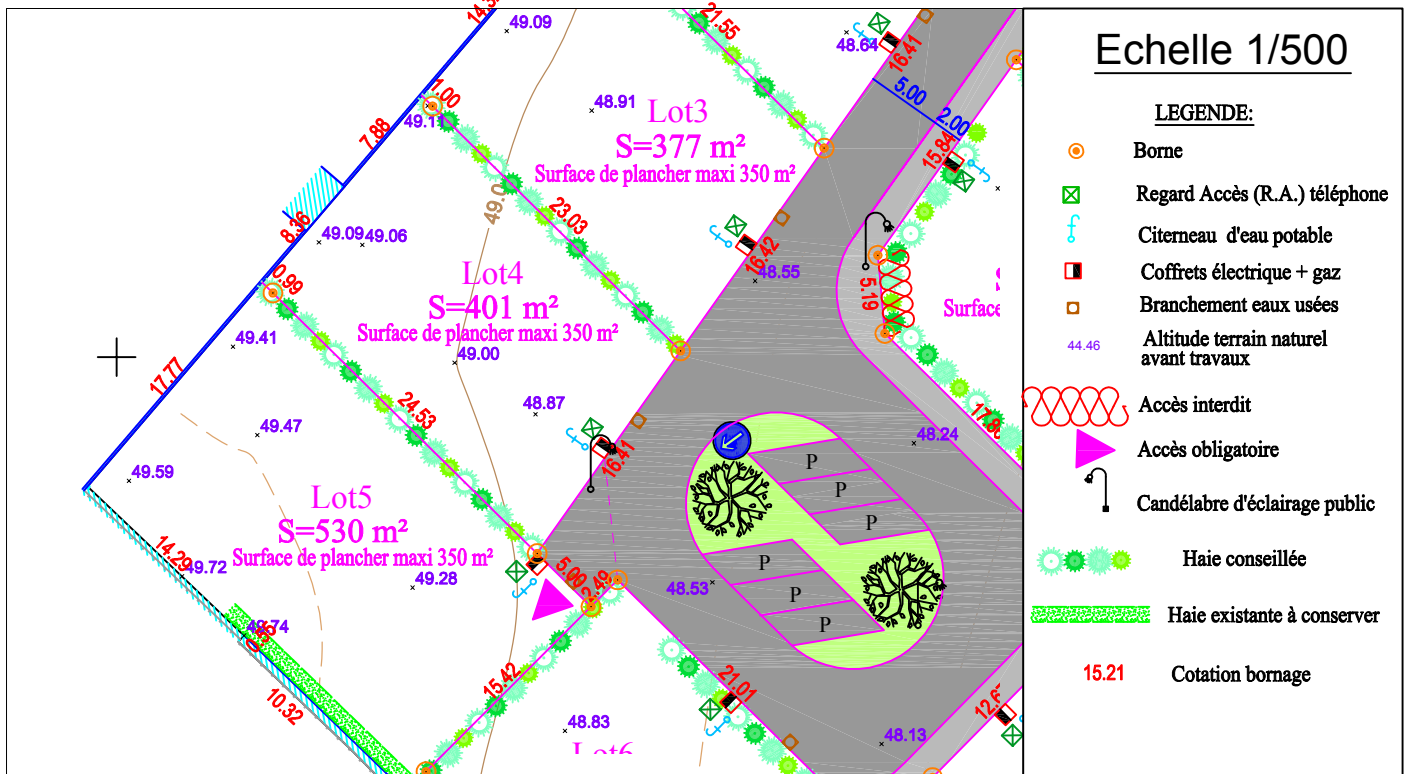 Echelle 1/500
LEGENDE:
Borne
Regard Accès (R.A.) téléphone
Citerneau d'eau potable
Coffrets électrique + gaz
Branchement eaux usées
44.46 Altitude terrain naturel
avant travaux
Accès interdit
Accès obligatoire
Candélabre d'éclairage public
Haie conseillée
Haie existante à conserver
15.21 Cotation bornage
49.09
21.55
48.64
16.41
5.00
2.00
15.84
1.00
49.11
7.88
48.91
Lot3
S=377 m²
Surface de plancher maxi 350 m²
49.0
23.03
8.36
49.09
49.06
16.42
48.55
5.19
Surface
0.99
Lot4
S=401 m²
Surface de plancher maxi 350 m²
49.41
49.00
17.77
48.87
24.53
49.47
16.41
48.24
P
P
P
P
P
P
49.59
Lot5
S=530 m²
Surface de plancher maxi 350 m²
14.29
49.72
49.28
5.00
48.53
49.74
15.42
10.32
21.01
48.83
Lot6
48.13